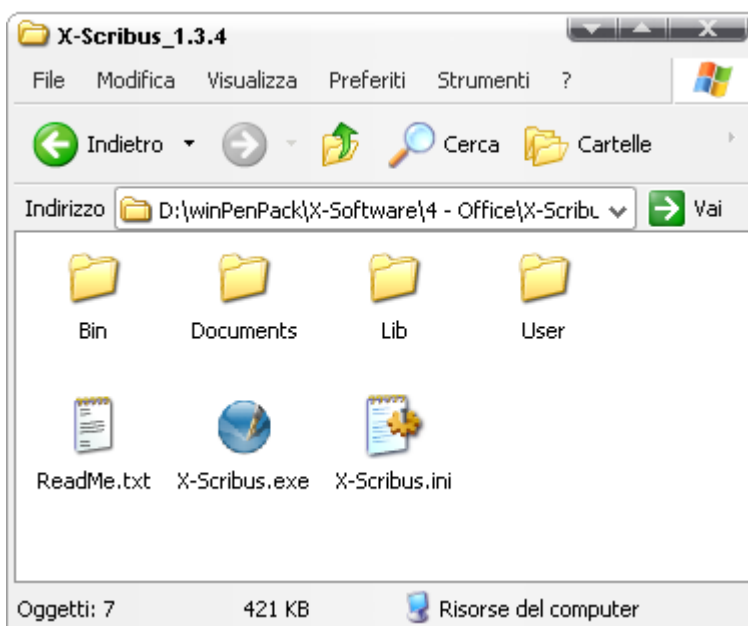 X-Scribus_1.3.4
File Modifica Visualizza Preferiti Strumenti ?
Indietro Cerca Cartelle
Indirizzo D:\winPenPack\X-Software\4 - Office\X-Scribu Vai
Bin Documents Lib User
ReadMe.txt X-Scribus.exe X-Scribus.ini
Oggetti: 7 421 KB Risorse del computer